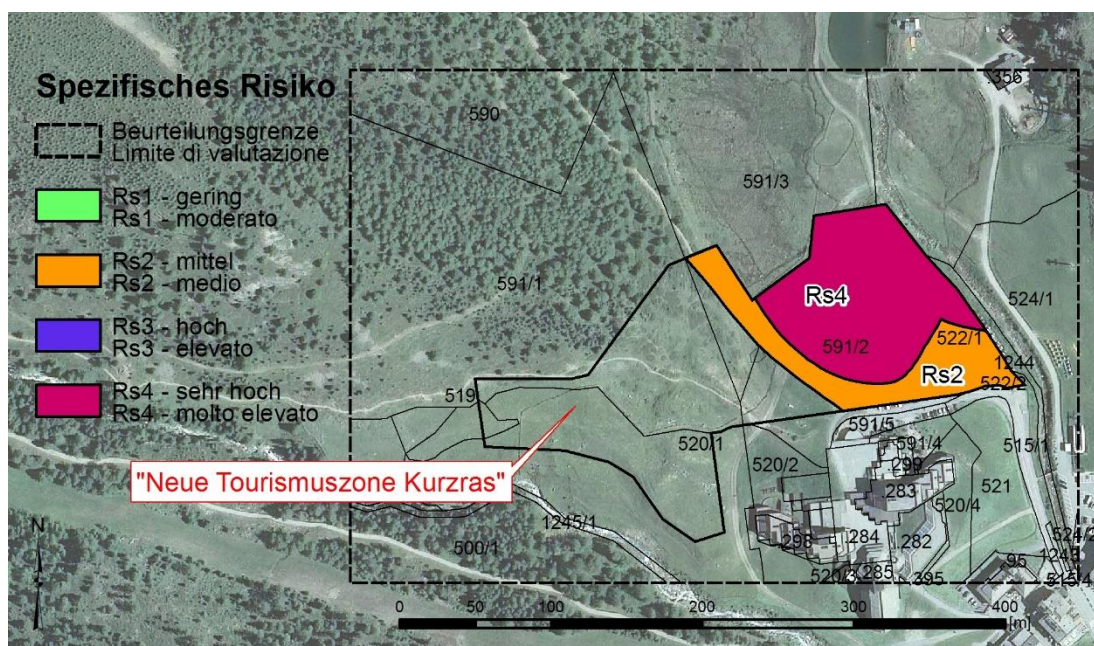 Spezifisches Risiko
Beurteilungsgrenze
Limite di valutazione
Rs1 - gering
Rs1 - moderato
Rs2 - mittel
Rs2 - medio
Rs3 - hoch
Rs3 - elevato
Rs4 - sehr hoch
Rs4 - molto elevato
356
590
591/3
591/1
524/1
Rs4
522/1
591/2
1244
Rs2
522/2
519
591/5
520/1
591/4
515/1
520/2
299
"Neue Tourismuszone Kurzras"
283
521
520/4
1245/1
298
284
282
524/2
500/1
95
520/3
285
395
515/4
N
0
100
200
300
400
[m]